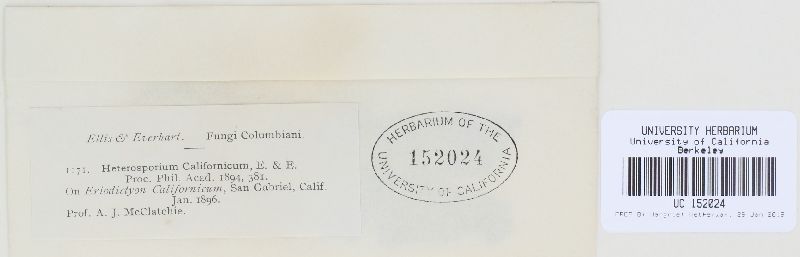 Ellis & Everhart. Fungi Columbiani.
1171. Heterosporium Californicum, E. & E.
Proc. Phil. Acad. 1894, 381.
On Eriodictyon Californicum, San Gabriel, Calif.
Jan. 1896.
Prof. A. J. McClatchie.
HERBARIUM OF THE
152024
UNIVERSITY OF CALIFORNIA
UNIVERSITY HERBARIUM
University of California
Berkeley
UC 152024